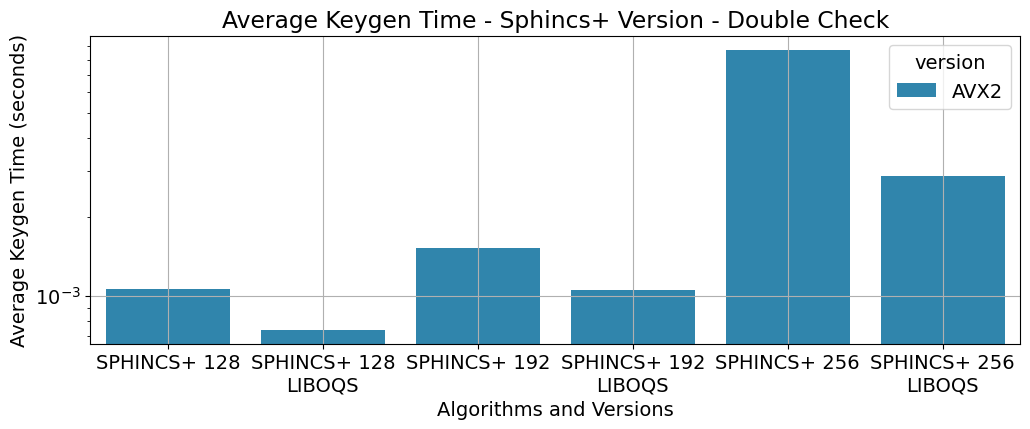 Average Keygen Time - Sphincs+ Version - Double Check
Average Keygen Time (seconds)
10⁻³
version
AVX2
SPHINCS+ 128
SPHINCS+ 128
LIBOQS
SPHINCS+ 192
SPHINCS+ 192
LIBOQS
SPHINCS+ 256
SPHINCS+ 256
LIBOQS
Algorithms and Versions